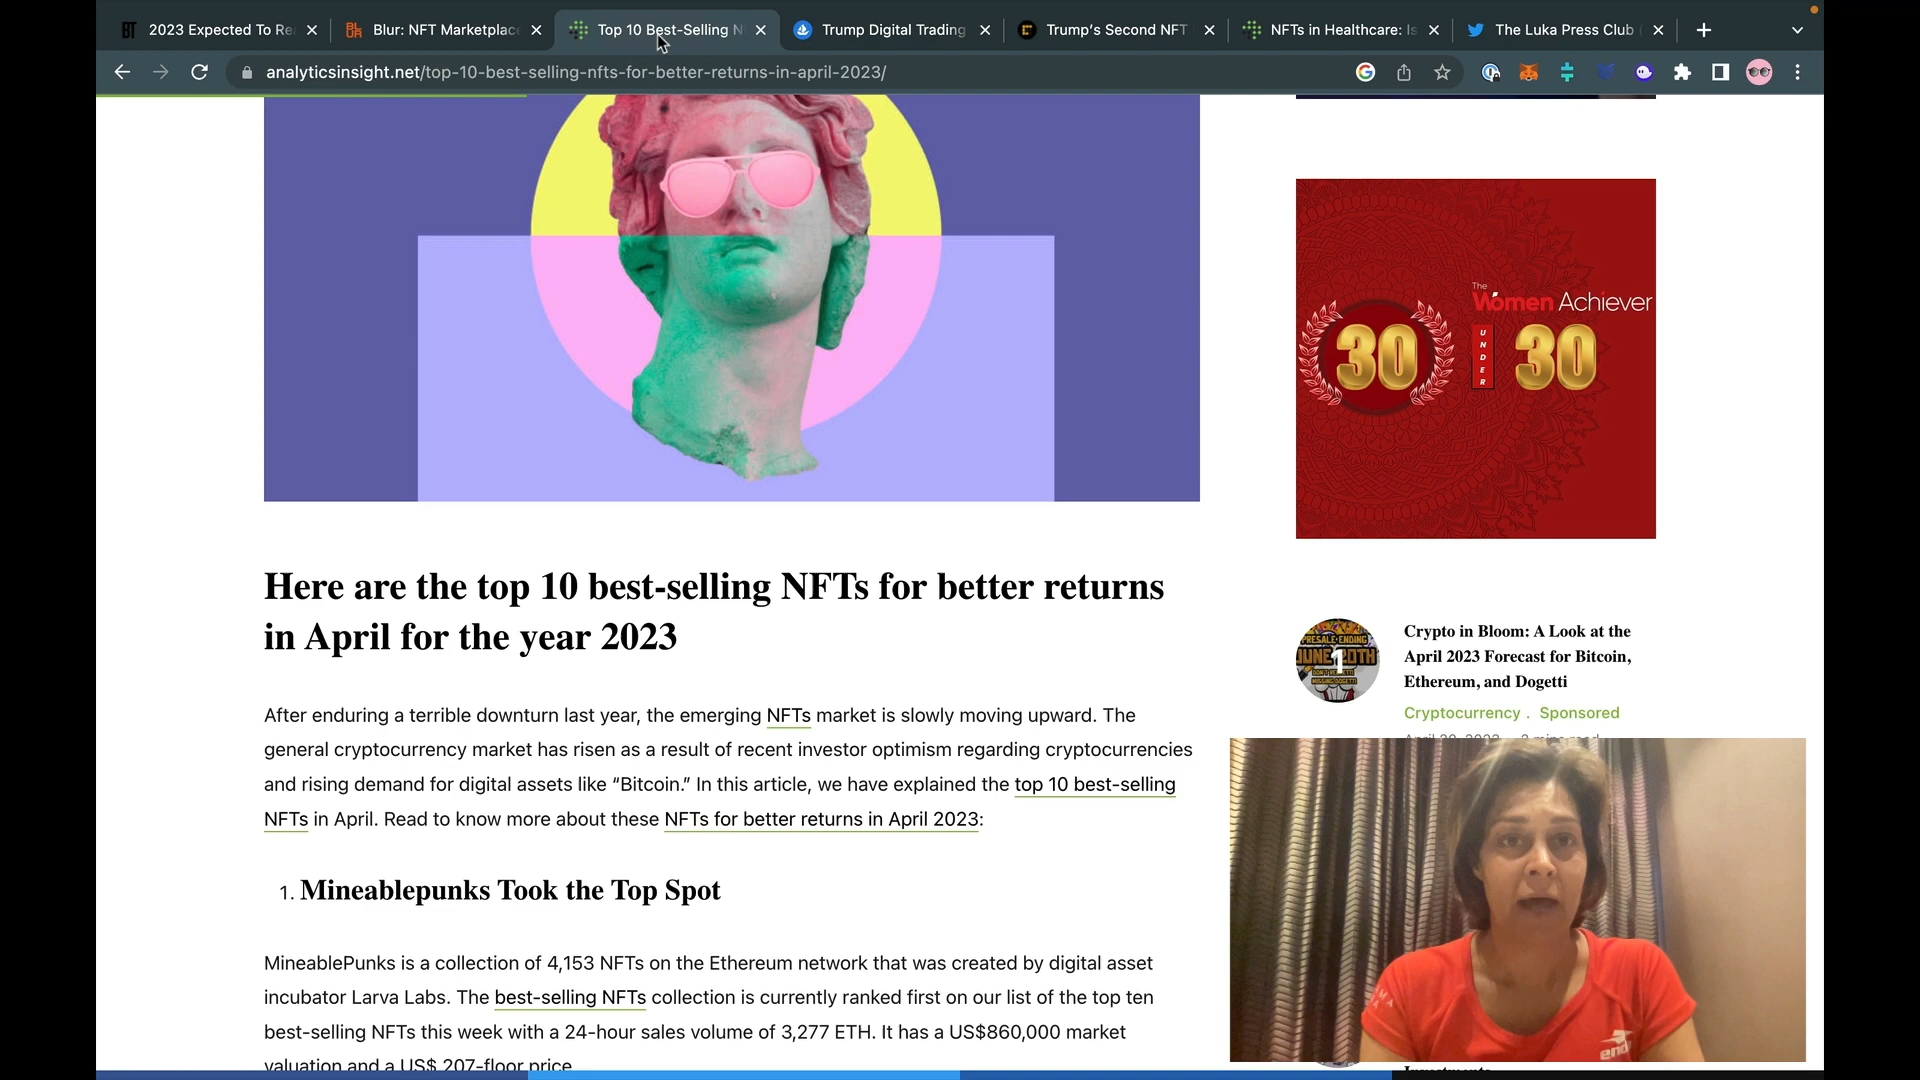 2023 Expected To Re
Blur: NFT Marketplac
Top 10 Best-Selling N
Trump Digital Trading
Trump's Second NFT
NFTs in Healthcare: Is
The Luka Press Club
analyticsinsight.net/top-10-best-selling-nfts-for-better-returns-in-april-2023/
The
Women Achiever
30
UNDER
30
Here are the top 10 best-selling NFTs for better returns
in April for the year 2023
After enduring a terrible downturn last year, the emerging NFTs market is slowly moving upward. The
general cryptocurrency market has risen as a result of recent investor optimism regarding cryptocurrencies
and rising demand for digital assets like “Bitcoin.” In this article, we have explained the top 10 best-selling
NFTs in April. Read to know more about these NFTs for better returns in April 2023:
1. Mineablepunks Took the Top Spot
MineablePunks is a collection of 4,153 NFTs on the Ethereum network that was created by digital asset
incubator Larva Labs. The best-selling NFTs collection is currently ranked first on our list of the top ten
best-selling NFTs this week with a 24-hour sales volume of 3,277 ETH. It has a US$860,000 market
valuation and a US$ 207-floor price
PRESALE ENDING
JUNE 20TH
1
Crypto in Bloom: A Look at the
April 2023 Forecast for Bitcoin,
Ethereum, and Dogetti
Cryptocurrency . Sponsored